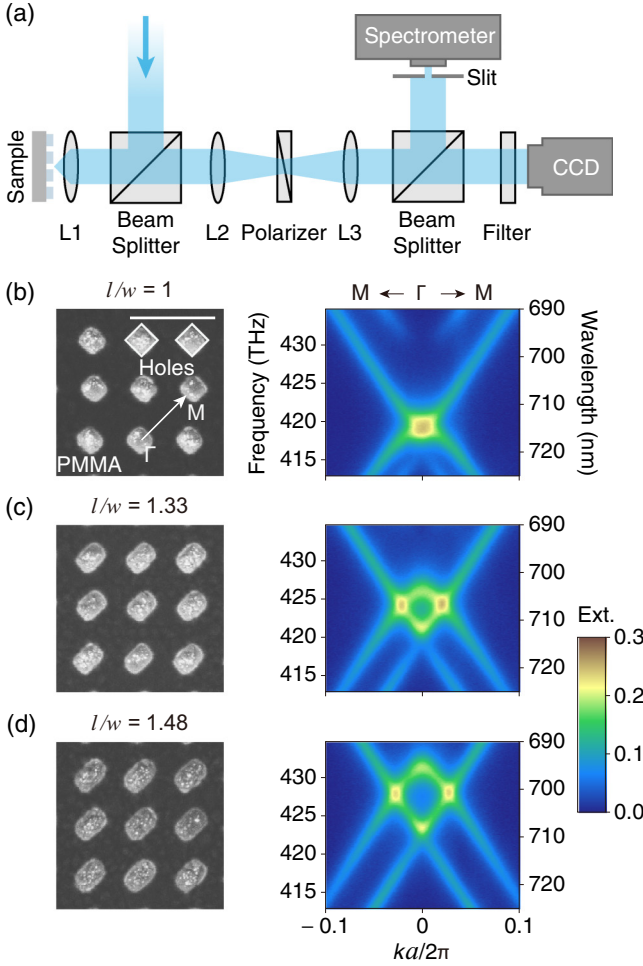 (a)
Spectrometer
Slit
Sample
CCD
L1
Beam
Splitter
L2
Polarizer
L3
Beam
Splitter
Filter
(b)
l/w = 1
Holes
M
Γ
PMMA
M ← Γ → M
Frequency (THz)
430
425
420
415
413
690
700
710
720
Wavelength (nm)
(c)
l/w = 1.33
430
425
420
415
413
690
700
710
720
Ext.
0.3
0.2
0.1
0.0
(d)
l/w = 1.48
430
425
420
415
413
690
700
710
720
− 0.1
0
0.1
ka/2π